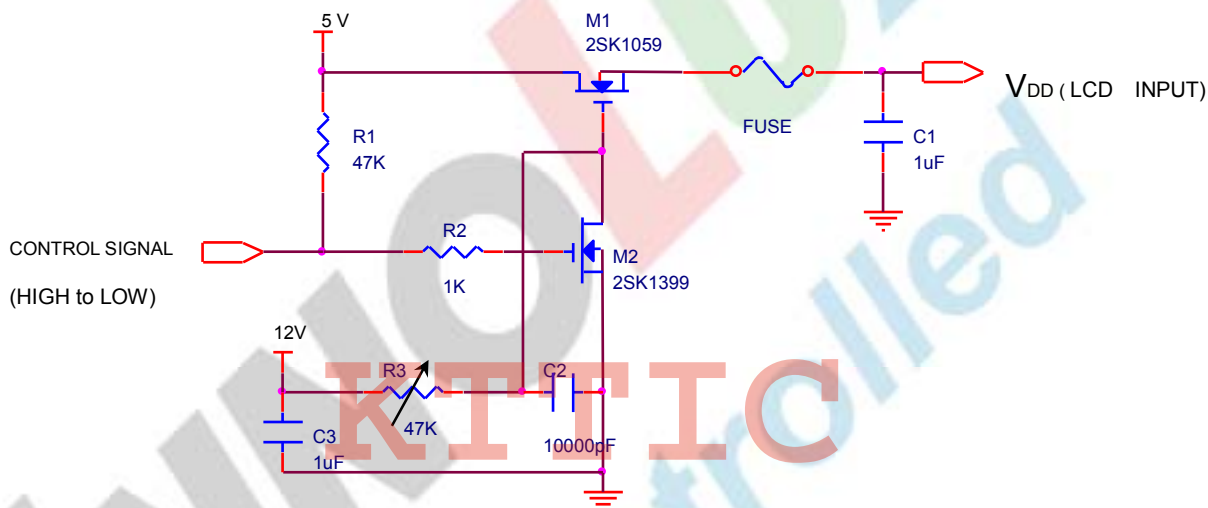 5 V
M1
2SK1059
VDD ( LCD INPUT)
FUSE
R1
47K
C1
1uF
CONTROL SIGNAL
(HIGH to LOW)
R2
1K
M2
2SK1399
12V
R3
47K
C2
10000pF
C3
1uF
KITIC